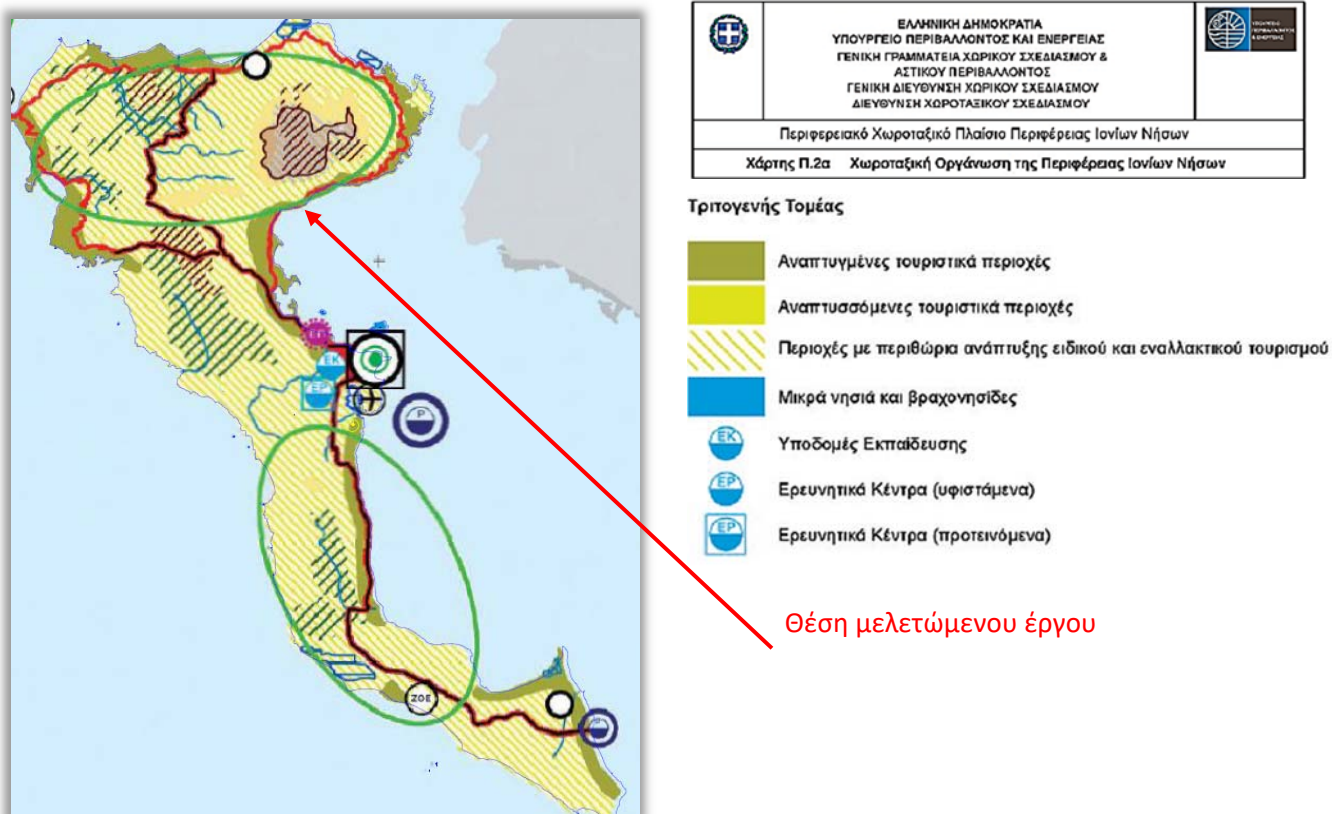 ΕΛΛΗΝΙΚΗ ΔΗΜΟΚΡΑΤΙΑ
ΥΠΟΥΡΓΕΙΟ ΠΕΡΙΒΑΛΛΟΝΤΟΣ ΚΑΙ ΕΝΕΡΓΕΙΑΣ
ΓΕΝΙΚΗ ΓΡΑΜΜΑΤΕΙΑ ΧΩΡΙΚΟΥ ΣΧΕΔΙΑΣΜΟΥ &
ΑΣΤΙΚΟΥ ΠΕΡΙΒΑΛΛΟΝΤΟΣ
ΓΕΝΙΚΗ ΔΙΕΥΘΥΝΣΗ ΧΩΡΙΚΟΥ ΣΧΕΔΙΑΣΜΟΥ
ΔΙΕΥΘΥΝΣΗ ΧΩΡΟΤΑΞΙΚΟΥ ΣΧΕΔΙΑΣΜΟΥ
ΥΠΟΥΡΓΕΙΟ
ΠΕΡΙΒΑΛΛΟΝΤΟΣ
& ΕΝΕΡΓΕΙΑΣ
Περιφερειακό Χωροταξικό Πλαίσιο Περιφέρειας Ιονίων Νήσων
Χάρτης Π.2α Χωροταξική Οργάνωση της Περιφέρειας Ιονίων Νήσων
Τριτογενής Τομέας
Αναπτυγμένες τουριστικά περιοχές
Αναπτυσσόμενες τουριστικά περιοχές
Περιοχές με περιθώρια ανάπτυξης ειδικού και εναλλακτικού τουρισμού
Μικρά νησιά και βραχονησίδες
ΕΚ Υποδομές Εκπαίδευσης
ΕΡ Ερευνητικά Κέντρα (υφιστάμενα)
ΕΡ Ερευνητικά Κέντρα (προτεινόμενα)
Θέση μελετώμενου έργου
ΕΚ
ΕΡ
Ρ
ΖΟΕ